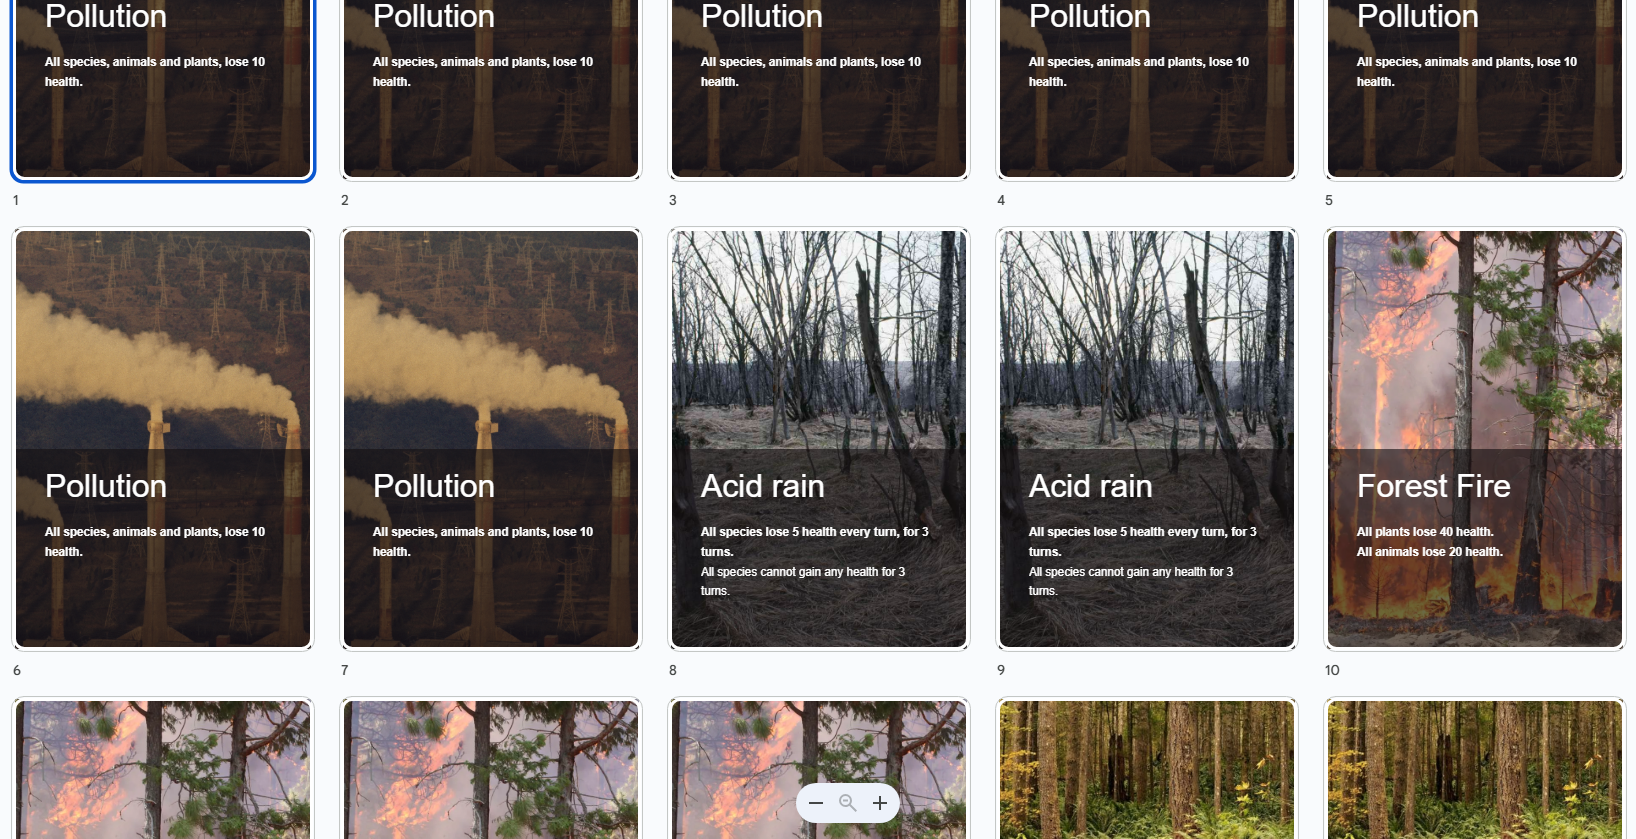 Pollution
All species, animals and plants, lose 10
health.
Pollution
All species, animals and plants, lose 10
health.
Pollution
All species, animals and plants, lose 10
health.
Pollution
All species, animals and plants, lose 10
health.
Pollution
All species, animals and plants, lose 10
health.
1
2
3
4
5
Pollution
All species, animals and plants, lose 10
health.
Pollution
All species, animals and plants, lose 10
health.
Acid rain
All species lose 5 health every turn, for 3
turns.
All species cannot gain any health for 3
turns.
Acid rain
All species lose 5 health every turn, for 3
turns.
All species cannot gain any health for 3
turns.
Forest Fire
All plants lose 40 health.
All animals lose 20 health.
6
7
8
9
10